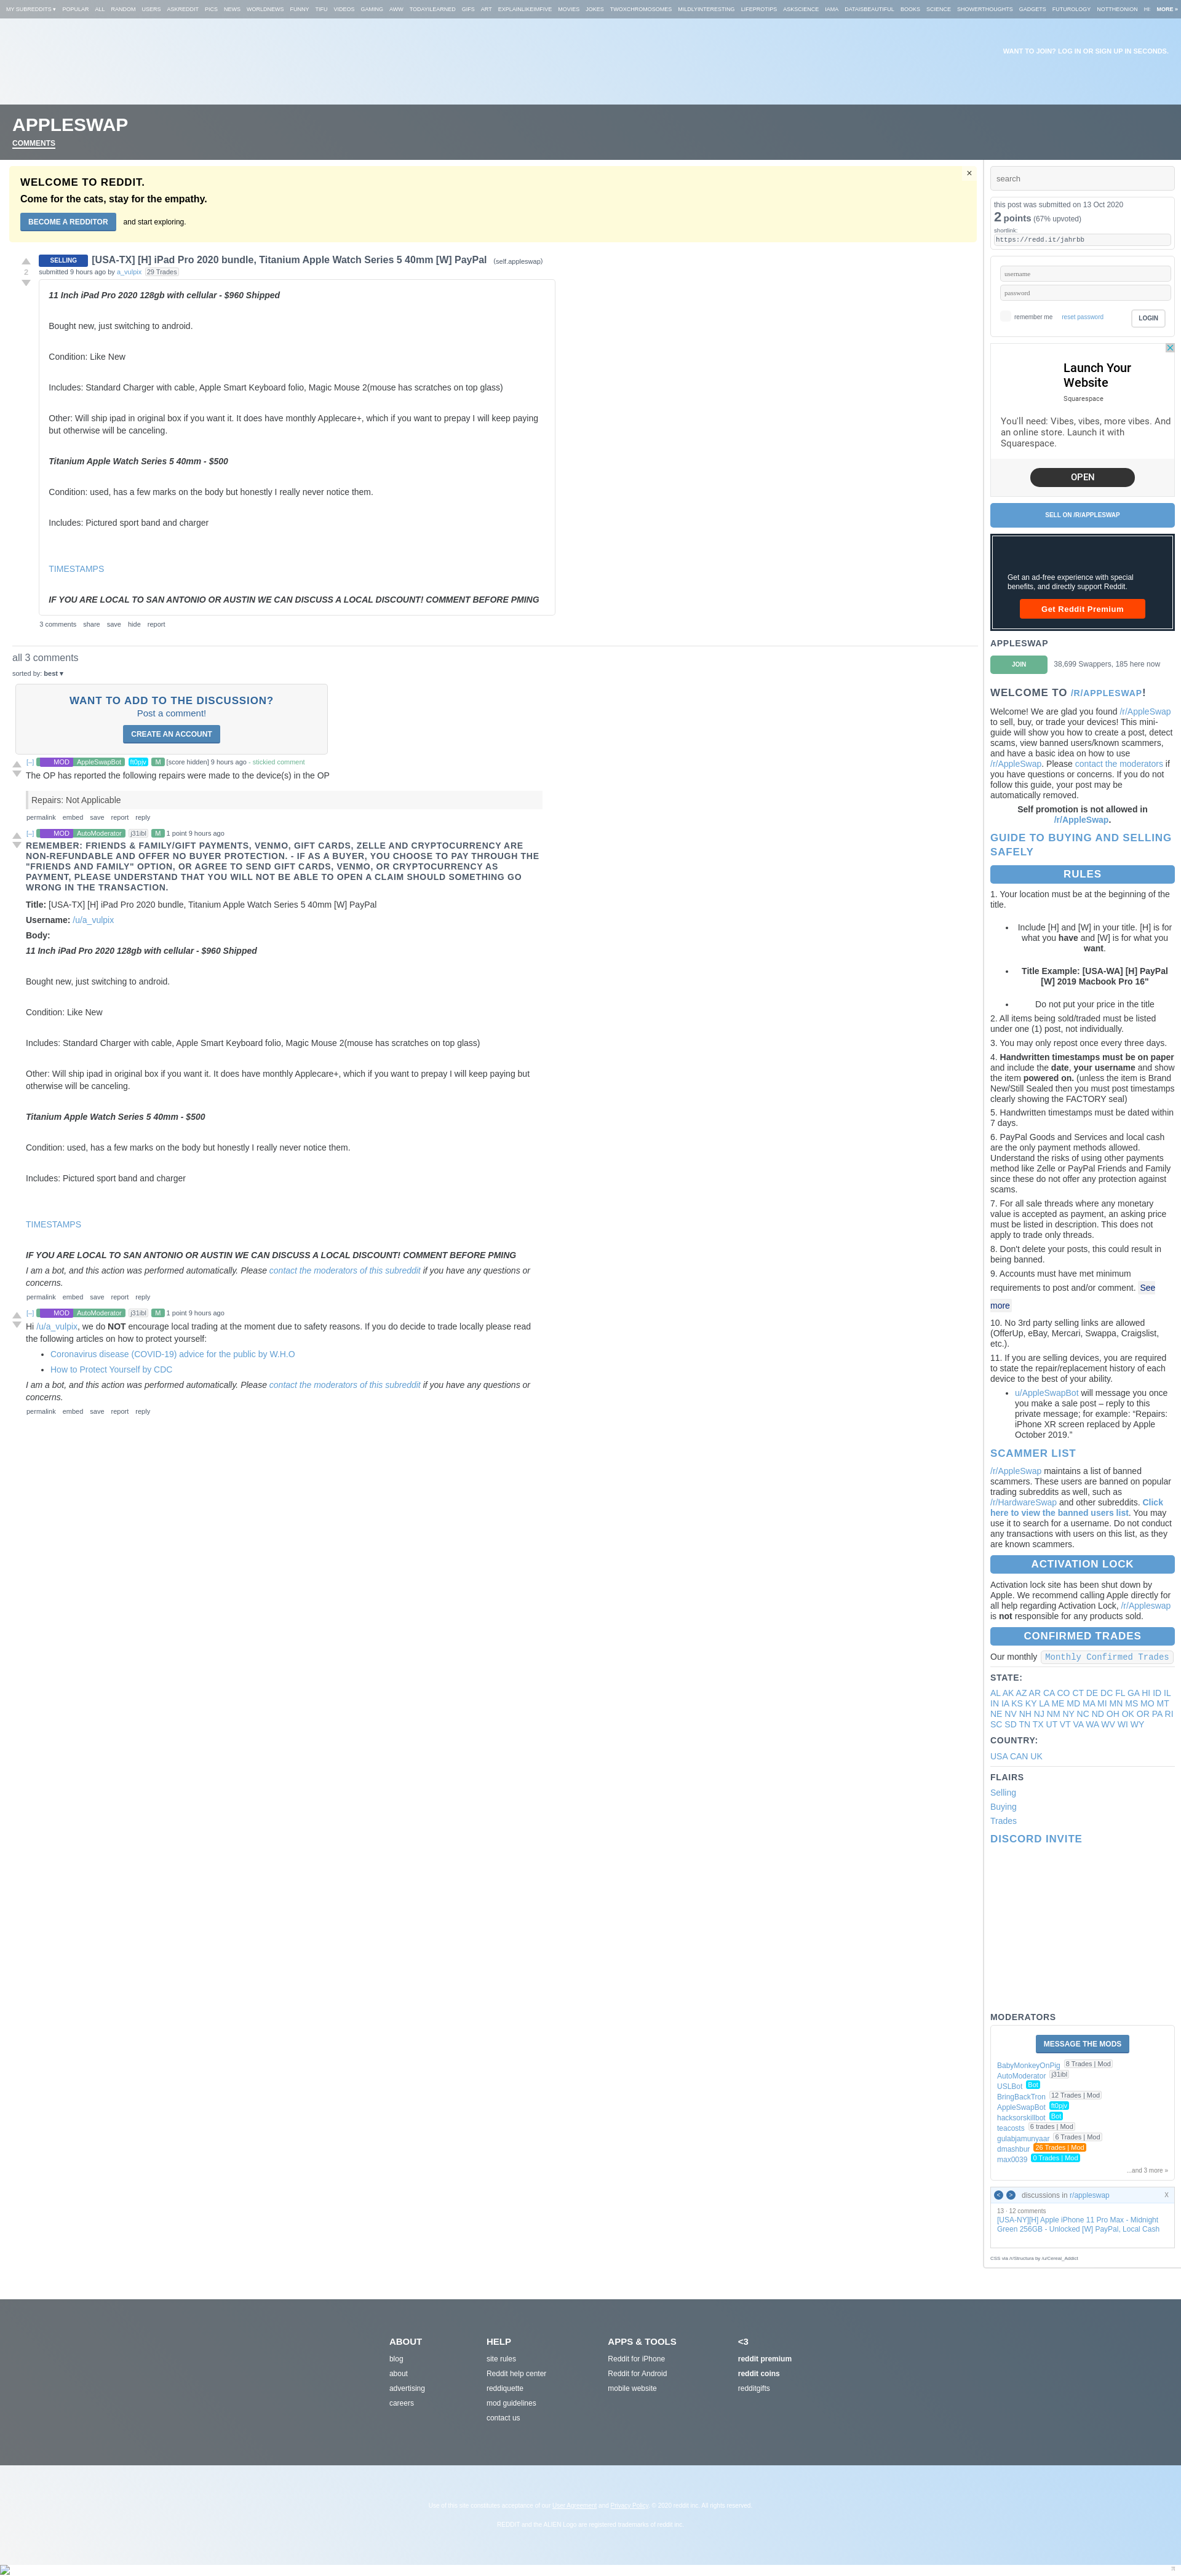 MY SUBREDDITS ▾ POPULAR ALL RANDOM USERS ASKREDDIT PICS NEWS WORLDNEWS FUNNY TIFU VIDEOS GAMING AWW TODAYILEARNED GIFS ART EXPLAINLIKEIMFIVE MOVIES JOKES TWOXCHROMOSOMES MILDLYINTERESTING LIFEPROTIPS ASKSCIENCE IAMA DATAISBEAUTIFUL BOOKS SCIENCE SHOWERTHOUGHTS GADGETS FUTUROLOGY NOTTHEONION HI MORE »
WANT TO JOIN? LOG IN OR SIGN UP IN SECONDS.
APPLESWAP
COMMENTS
WELCOME TO REDDIT.
Come for the cats, stay for the empathy.
BECOME A REDDITOR and start exploring.
×
2
SELLING [USA-TX] [H] iPad Pro 2020 bundle, Titanium Apple Watch Series 5 40mm [W] PayPal (self.appleswap)
submitted 9 hours ago by a_vulpix 29 Trades
11 Inch iPad Pro 2020 128gb with cellular - $960 Shipped
Bought new, just switching to android.
Condition: Like New
Includes: Standard Charger with cable, Apple Smart Keyboard folio, Magic Mouse 2(mouse has scratches on top glass)
Other: Will ship ipad in original box if you want it. It does have monthly Applecare+, which if you want to prepay I will keep paying
but otherwise will be canceling.
Titanium Apple Watch Series 5 40mm - $500
Condition: used, has a few marks on the body but honestly I really never notice them.
Includes: Pictured sport band and charger
TIMESTAMPS
IF YOU ARE LOCAL TO SAN ANTONIO OR AUSTIN WE CAN DISCUSS A LOCAL DISCOUNT! COMMENT BEFORE PMING
3 comments share save hide report
all 3 comments
sorted by: best ▾
WANT TO ADD TO THE DISCUSSION?
Post a comment!
CREATE AN ACCOUNT
[–] MOD AppleSwapBot ft0pjv M [score hidden] 9 hours ago - stickied comment
The OP has reported the following repairs were made to the device(s) in the OP
Repairs: Not Applicable
permalink embed save report reply
[–] MOD AutoModerator j31ibl M 1 point 9 hours ago
REMEMBER: FRIENDS & FAMILY/GIFT PAYMENTS, VENMO, GIFT CARDS, ZELLE AND CRYPTOCURRENCY ARE
NON-REFUNDABLE AND OFFER NO BUYER PROTECTION. - IF AS A BUYER, YOU CHOOSE TO PAY THROUGH THE
"FRIENDS AND FAMILY" OPTION, OR AGREE TO SEND GIFT CARDS, VENMO, OR CRYPTOCURRENCY AS
PAYMENT, PLEASE UNDERSTAND THAT YOU WILL NOT BE ABLE TO OPEN A CLAIM SHOULD SOMETHING GO
WRONG IN THE TRANSACTION.
Title: [USA-TX] [H] iPad Pro 2020 bundle, Titanium Apple Watch Series 5 40mm [W] PayPal
Username: /u/a_vulpix
Body:
11 Inch iPad Pro 2020 128gb with cellular - $960 Shipped
Bought new, just switching to android.
Condition: Like New
Includes: Standard Charger with cable, Apple Smart Keyboard folio, Magic Mouse 2(mouse has scratches on top glass)
Other: Will ship ipad in original box if you want it. It does have monthly Applecare+, which if you want to prepay I will keep paying but
otherwise will be canceling.
Titanium Apple Watch Series 5 40mm - $500
Condition: used, has a few marks on the body but honestly I really never notice them.
Includes: Pictured sport band and charger
TIMESTAMPS
IF YOU ARE LOCAL TO SAN ANTONIO OR AUSTIN WE CAN DISCUSS A LOCAL DISCOUNT! COMMENT BEFORE PMING
I am a bot, and this action was performed automatically. Please contact the moderators of this subreddit if you have any questions or
concerns.
permalink embed save report reply
[–] MOD AutoModerator j31ibl M 1 point 9 hours ago
Hi /u/a_vulpix, we do NOT encourage local trading at the moment due to safety reasons. If you do decide to trade locally please read
the following articles on how to protect yourself:
• Coronavirus disease (COVID-19) advice for the public by W.H.O
• How to Protect Yourself by CDC
I am a bot, and this action was performed automatically. Please contact the moderators of this subreddit if you have any questions or
concerns.
permalink embed save report reply
search
this post was submitted on 13 Oct 2020
2 points (67% upvoted)
shortlink:
https://redd.it/jahrbb
username
password
remember me reset password LOGIN
Launch Your
Website
Squarespace
You'll need: Vibes, vibes, more vibes. And
an online store. Launch it with
Squarespace.
OPEN
SELL ON /R/APPLESWAP
Get an ad-free experience with special
benefits, and directly support Reddit.
Get Reddit Premium
APPLESWAP
JOIN 38,699 Swappers, 185 here now
WELCOME TO /R/APPLESWAP!
Welcome! We are glad you found /r/AppleSwap
to sell, buy, or trade your devices! This mini-
guide will show you how to create a post, detect
scams, view banned users/known scammers,
and have a basic idea on how to use
/r/AppleSwap. Please contact the moderators if
you have questions or concerns. If you do not
follow this guide, your post may be
automatically removed.
Self promotion is not allowed in
/r/AppleSwap.
GUIDE TO BUYING AND SELLING
SAFELY
RULES
1. Your location must be at the beginning of the
title.
• Include [H] and [W] in your title. [H] is for
what you have and [W] is for what you
want.
• Title Example: [USA-WA] [H] PayPal
[W] 2019 Macbook Pro 16"
• Do not put your price in the title
2. All items being sold/traded must be listed
under one (1) post, not individually.
3. You may only repost once every three days.
4. Handwritten timestamps must be on paper
and include the date, your username and show
the item powered on. (unless the item is Brand
New/Still Sealed then you must post timestamps
clearly showing the FACTORY seal)
5. Handwritten timestamps must be dated within
7 days.
6. PayPal Goods and Services and local cash
are the only payment methods allowed.
Understand the risks of using other payments
method like Zelle or PayPal Friends and Family
since these do not offer any protection against
scams.
7. For all sale threads where any monetary
value is accepted as payment, an asking price
must be listed in description. This does not
apply to trade only threads.
8. Don't delete your posts, this could result in
being banned.
9. Accounts must have met minimum
requirements to post and/or comment. See
more
10. No 3rd party selling links are allowed
(OfferUp, eBay, Mercari, Swappa, Craigslist,
etc.).
11. If you are selling devices, you are required
to state the repair/replacement history of each
device to the best of your ability.
• u/AppleSwapBot will message you once
you make a sale post – reply to this
private message; for example: “Repairs:
iPhone XR screen replaced by Apple
October 2019.”
SCAMMER LIST
/r/AppleSwap maintains a list of banned
scammers. These users are banned on popular
trading subreddits as well, such as
/r/HardwareSwap and other subreddits. Click
here to view the banned users list. You may
use it to search for a username. Do not conduct
any transactions with users on this list, as they
are known scammers.
ACTIVATION LOCK
Activation lock site has been shut down by
Apple. We recommend calling Apple directly for
all help regarding Activation Lock, /r/Appleswap
is not responsible for any products sold.
CONFIRMED TRADES
Our monthly Monthly Confirmed Trades
STATE:
AL AK AZ AR CA CO CT DE DC FL GA HI ID IL
IN IA KS KY LA ME MD MA MI MN MS MO MT
NE NV NH NJ NM NY NC ND OH OK OR PA RI
SC SD TN TX UT VT VA WA WV WI WY
COUNTRY:
USA CAN UK
FLAIRS
Selling
Buying
Trades
DISCORD INVITE
MODERATORS
MESSAGE THE MODS
BabyMonkeyOnPig 8 Trades | Mod
AutoModerator j31ibl
USLBot Bot
BringBackTron 12 Trades | Mod
AppleSwapBot ft0pjv
hacksorskillbot Bot
teacosts 6 trades | Mod
gulabjamunyaar 6 Trades | Mod
dmashbur 26 Trades | Mod
max0039 0 Trades | Mod
...and 3 more »
< > discussions in r/appleswap X
13 · 12 comments
[USA-NY][H] Apple iPhone 11 Pro Max - Midnight
Green 256GB - Unlocked [W] PayPal, Local Cash
CSS via /r/Structura by /u/Cereal_Addict
ABOUT
blog
about
advertising
careers
HELP
site rules
Reddit help center
reddiquette
mod guidelines
contact us
APPS & TOOLS
Reddit for iPhone
Reddit for Android
mobile website
<3
reddit premium
reddit coins
redditgifts
Use of this site constitutes acceptance of our User Agreement and Privacy Policy. © 2020 reddit inc. All rights reserved.
REDDIT and the ALIEN Logo are registered trademarks of reddit inc.
π